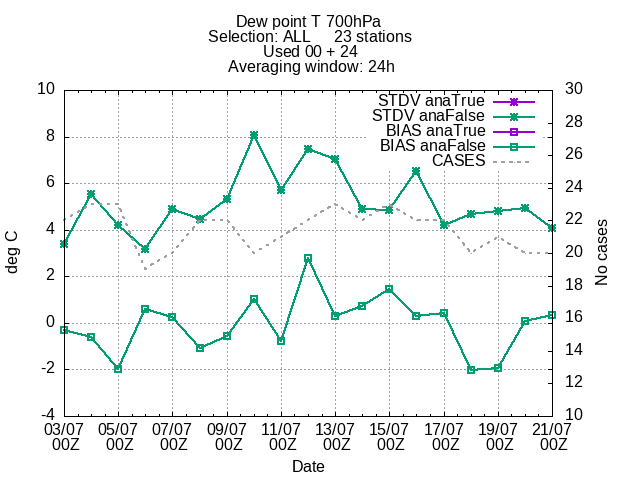 Dew point T 700hPa
Selection: ALL 23 stations
Used 00 + 24
Averaging window: 24h
STDV anaTrue
STDV anaFalse
BIAS anaTrue
BIAS anaFalse
CASES
10
8
6
4
2
0
-2
-4
deg C
30
28
26
24
22
20
18
16
14
12
10
No cases
03/07 05/07 07/07 09/07 11/07 13/07 15/07 17/07 19/07 21/07
00Z 00Z 00Z 00Z 00Z 00Z 00Z 00Z 00Z 00Z
Date